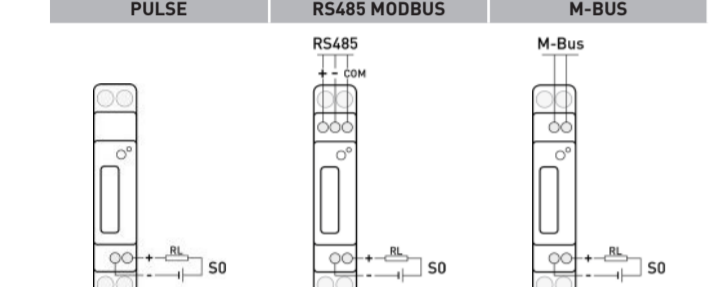 PULSE
RS485 MODBUS
M-BUS
RS485
M-Bus
+ - COM
+ RL
- S0
+ RL
- S0
+ RL
- S0